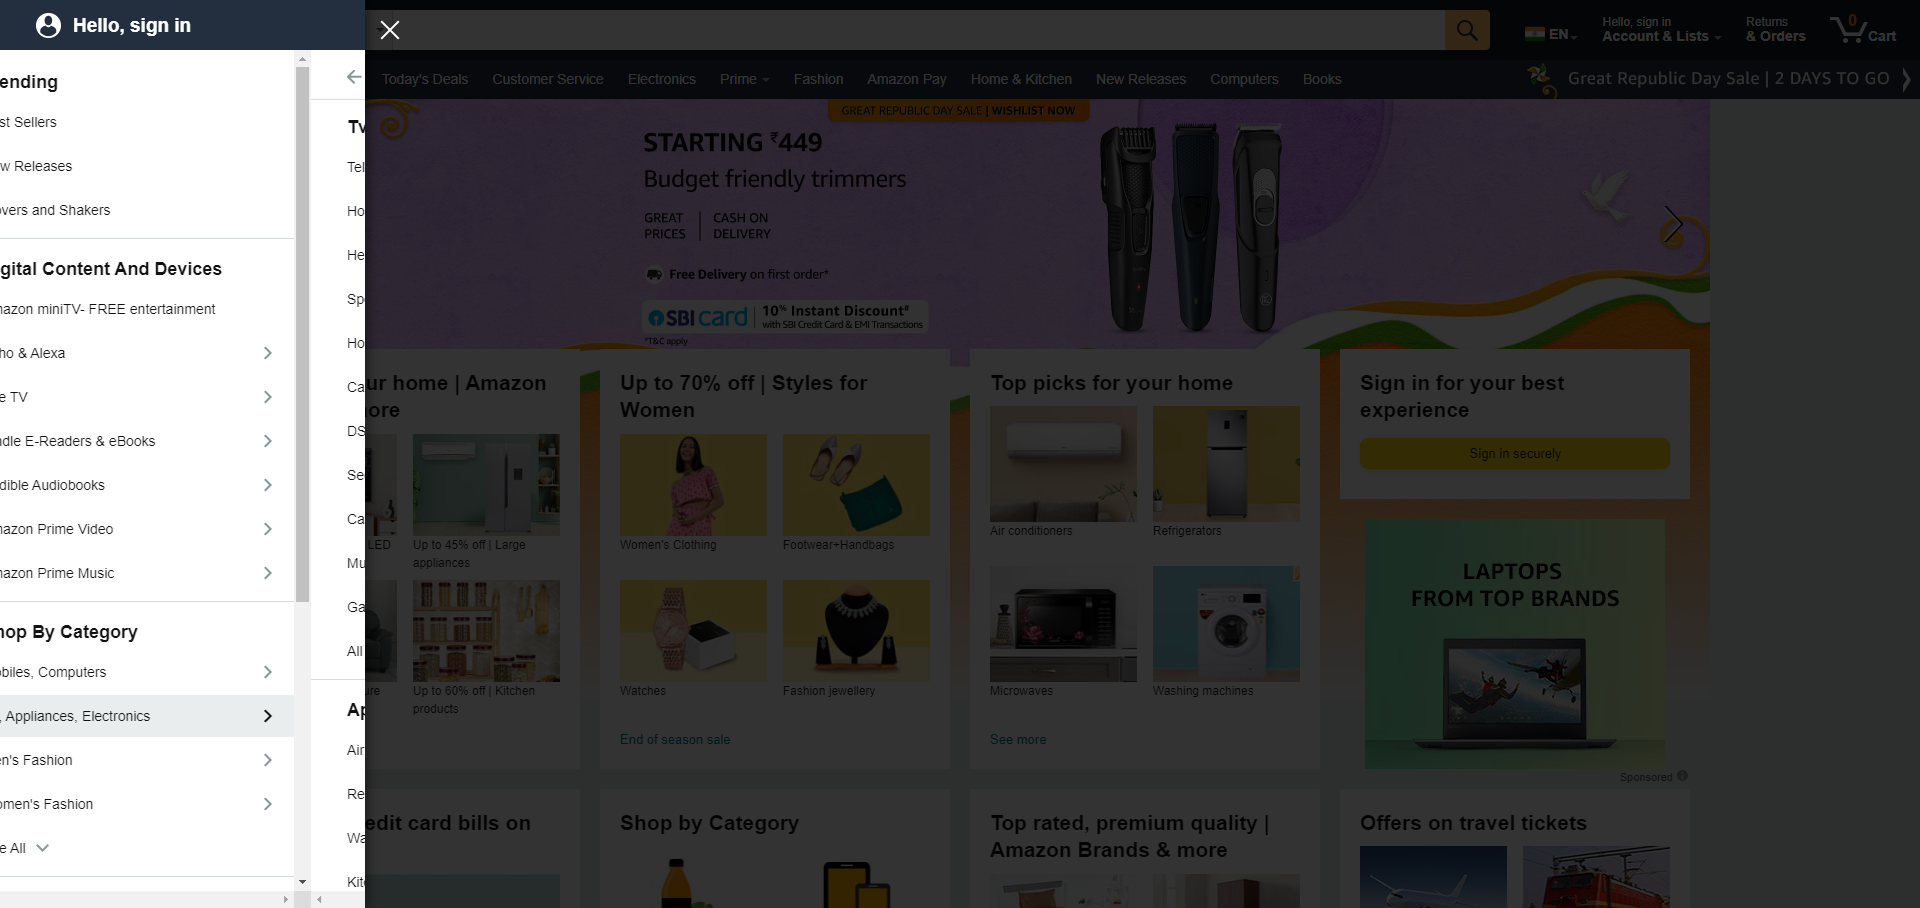 Hello, sign in
ending
st Sellers
w Releases
overs and Shakers
gital Content And Devices
mazon miniTV- FREE entertainment
ho & Alexa
e TV
ndle E-Readers & eBooks
dible Audiobooks
mazon Prime Video
mazon Prime Music
hop By Category
obiles, Computers
, Appliances, Electronics
en's Fashion
omen's Fashion
e All
Tv
Tel
Ho
He
Sp
Ho
Ca
DS
Se
Ca
Mu
Ga
All
Ap
Air
Re
Wa
Kit
EN
Hello, sign in
Account & Lists
Returns
& Orders
0
Cart
Today's Deals Customer Service Electronics Prime Fashion Amazon Pay Home & Kitchen New Releases Computers Books
Great Republic Day Sale | 2 DAYS TO GO
GREAT REPUBLIC DAY SALE | WISHLIST NOW
STARTING ₹449
Budget friendly trimmers
GREAT PRICES
CASH ON DELIVERY
Free Delivery on first order*
SBI card
10% Instant Discount#
with SBI Credit Card & EMI Transactions
*T&C apply
ur home | Amazon
ore
LED
Up to 45% off | Large
appliances
ure
Up to 60% off | Kitchen
products
Up to 70% off | Styles for
Women
Women's Clothing
Footwear+Handbags
Watches
Fashion jewellery
End of season sale
Top picks for your home
Air conditioners
Refrigerators
Microwaves
Washing machines
See more
Sign in for your best
experience
Sign in securely
LAPTOPS
FROM TOP BRANDS
Sponsored
edit card bills on
Shop by Category
Top rated, premium quality |
Amazon Brands & more
Offers on travel tickets